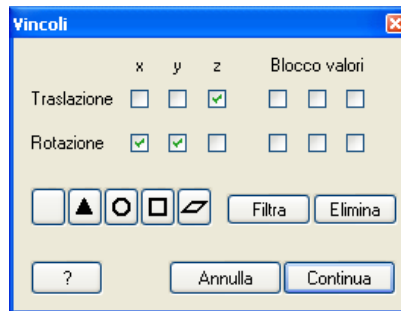 Vincoli
x y z Blocco valori
Traslazione
Rotazione
Filtra Elimina
? Annulla Continua